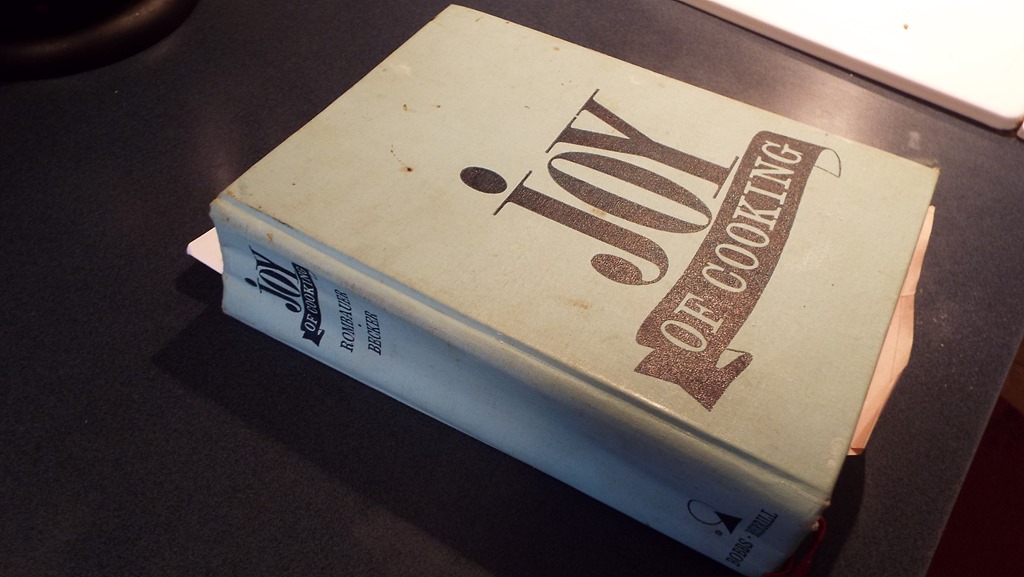 JOY
OF COOKING
JOY
OF COOKING
ROMBAUER
BECKER
BOBBS • MERRILL